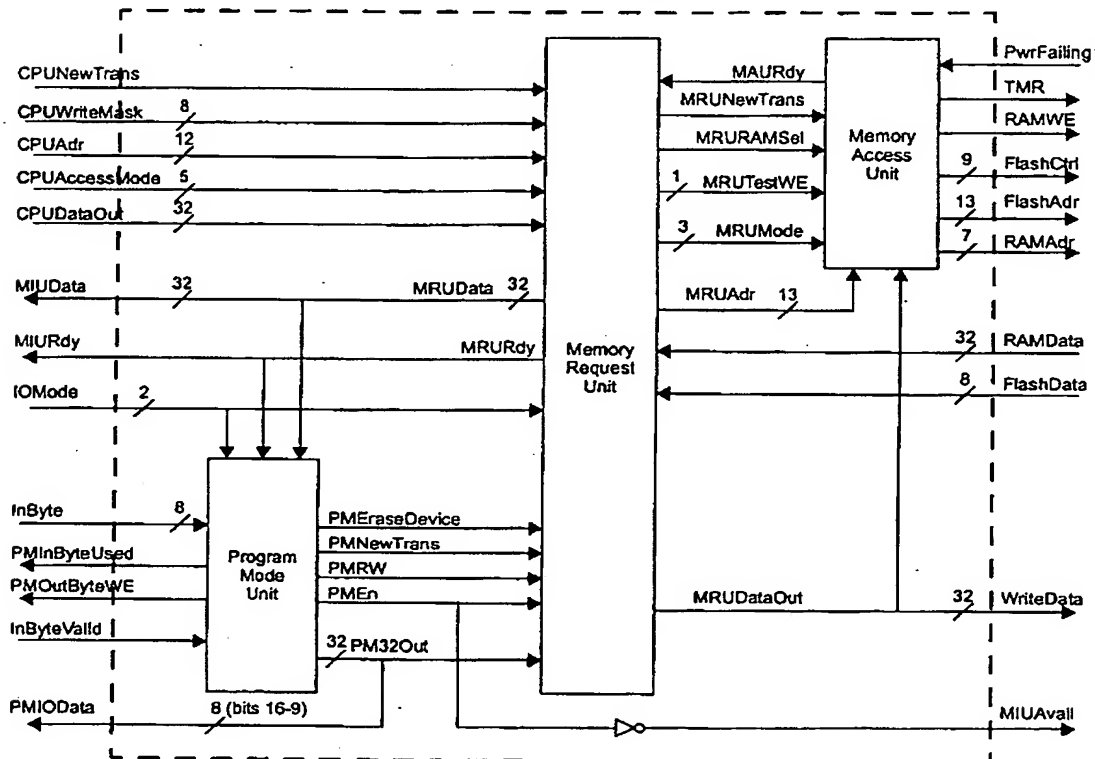 CPUNewTrans
CPUWriteMask
8
CPUAdr
12
CPUAccessMode
5
CPUDataOut
32
MIUData
32
MRUData
32
MIURdy
MRURdy
IOMode
2
InByte
8
PMInByteUsed
PMOutByteWE
InByteValid
PMIOData
8 (bits 16-9)
Program
Mode
Unit
PMEraseDevice
PMNewTrans
PMRW
PMEn
32
PM32Out
Memory
Request
Unit
MAURdy
MRUNewTrans
MRURAMSel
1
MRUTestWE
3
MRUMode
MRUAdr
13
MRUDataOut
Memory
Access
Unit
PwrFailing
TMR
RAMWE
9
FlashCtrl
13
FlashAdr
7
RAMAdr
32
RAMData
8
FlashData
32
WriteData
MIUAvail